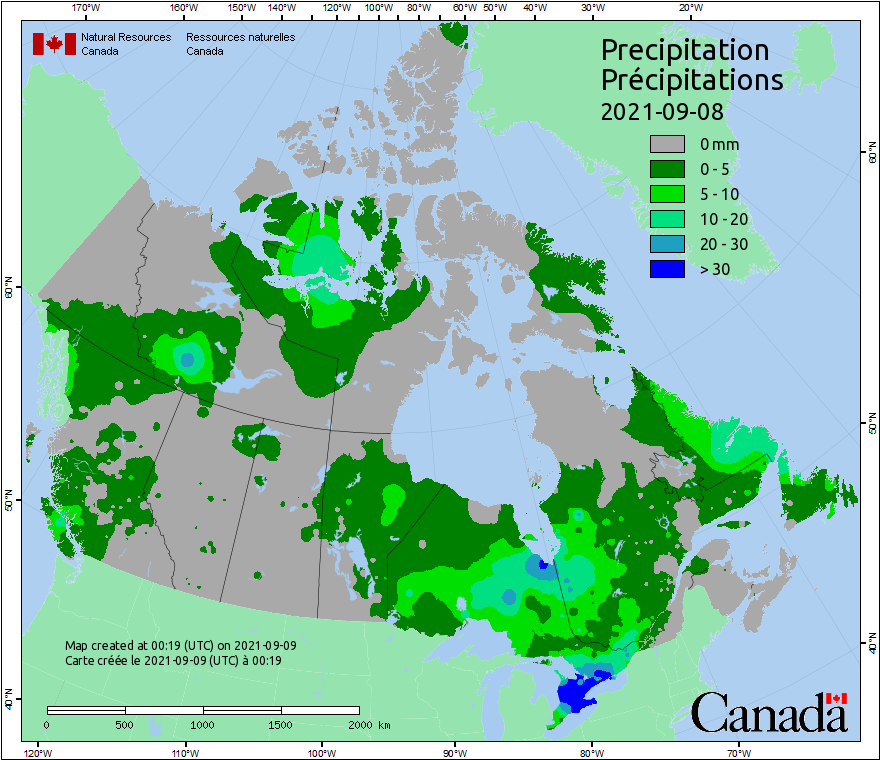 170°W 160°W 150°W 140°W 120°W 100°W 80°W 60°W 50°W 40°W 30°W 20°W
Natural Resources Canada
Ressources naturelles Canada
Precipitation
Précipitations
2021-09-08
0 mm
0 - 5
5 - 10
10 - 20
20 - 30
> 30
60°N
50°N
40°N
60°N
50°N
40°N
Map created at 00:19 (UTC) on 2021-09-09
Carte créée le 2021-09-09 (UTC) à 00:19
0 500 1000 1500 2000 km
Canada
120°W 110°W 100°W 90°W 80°W 70°W